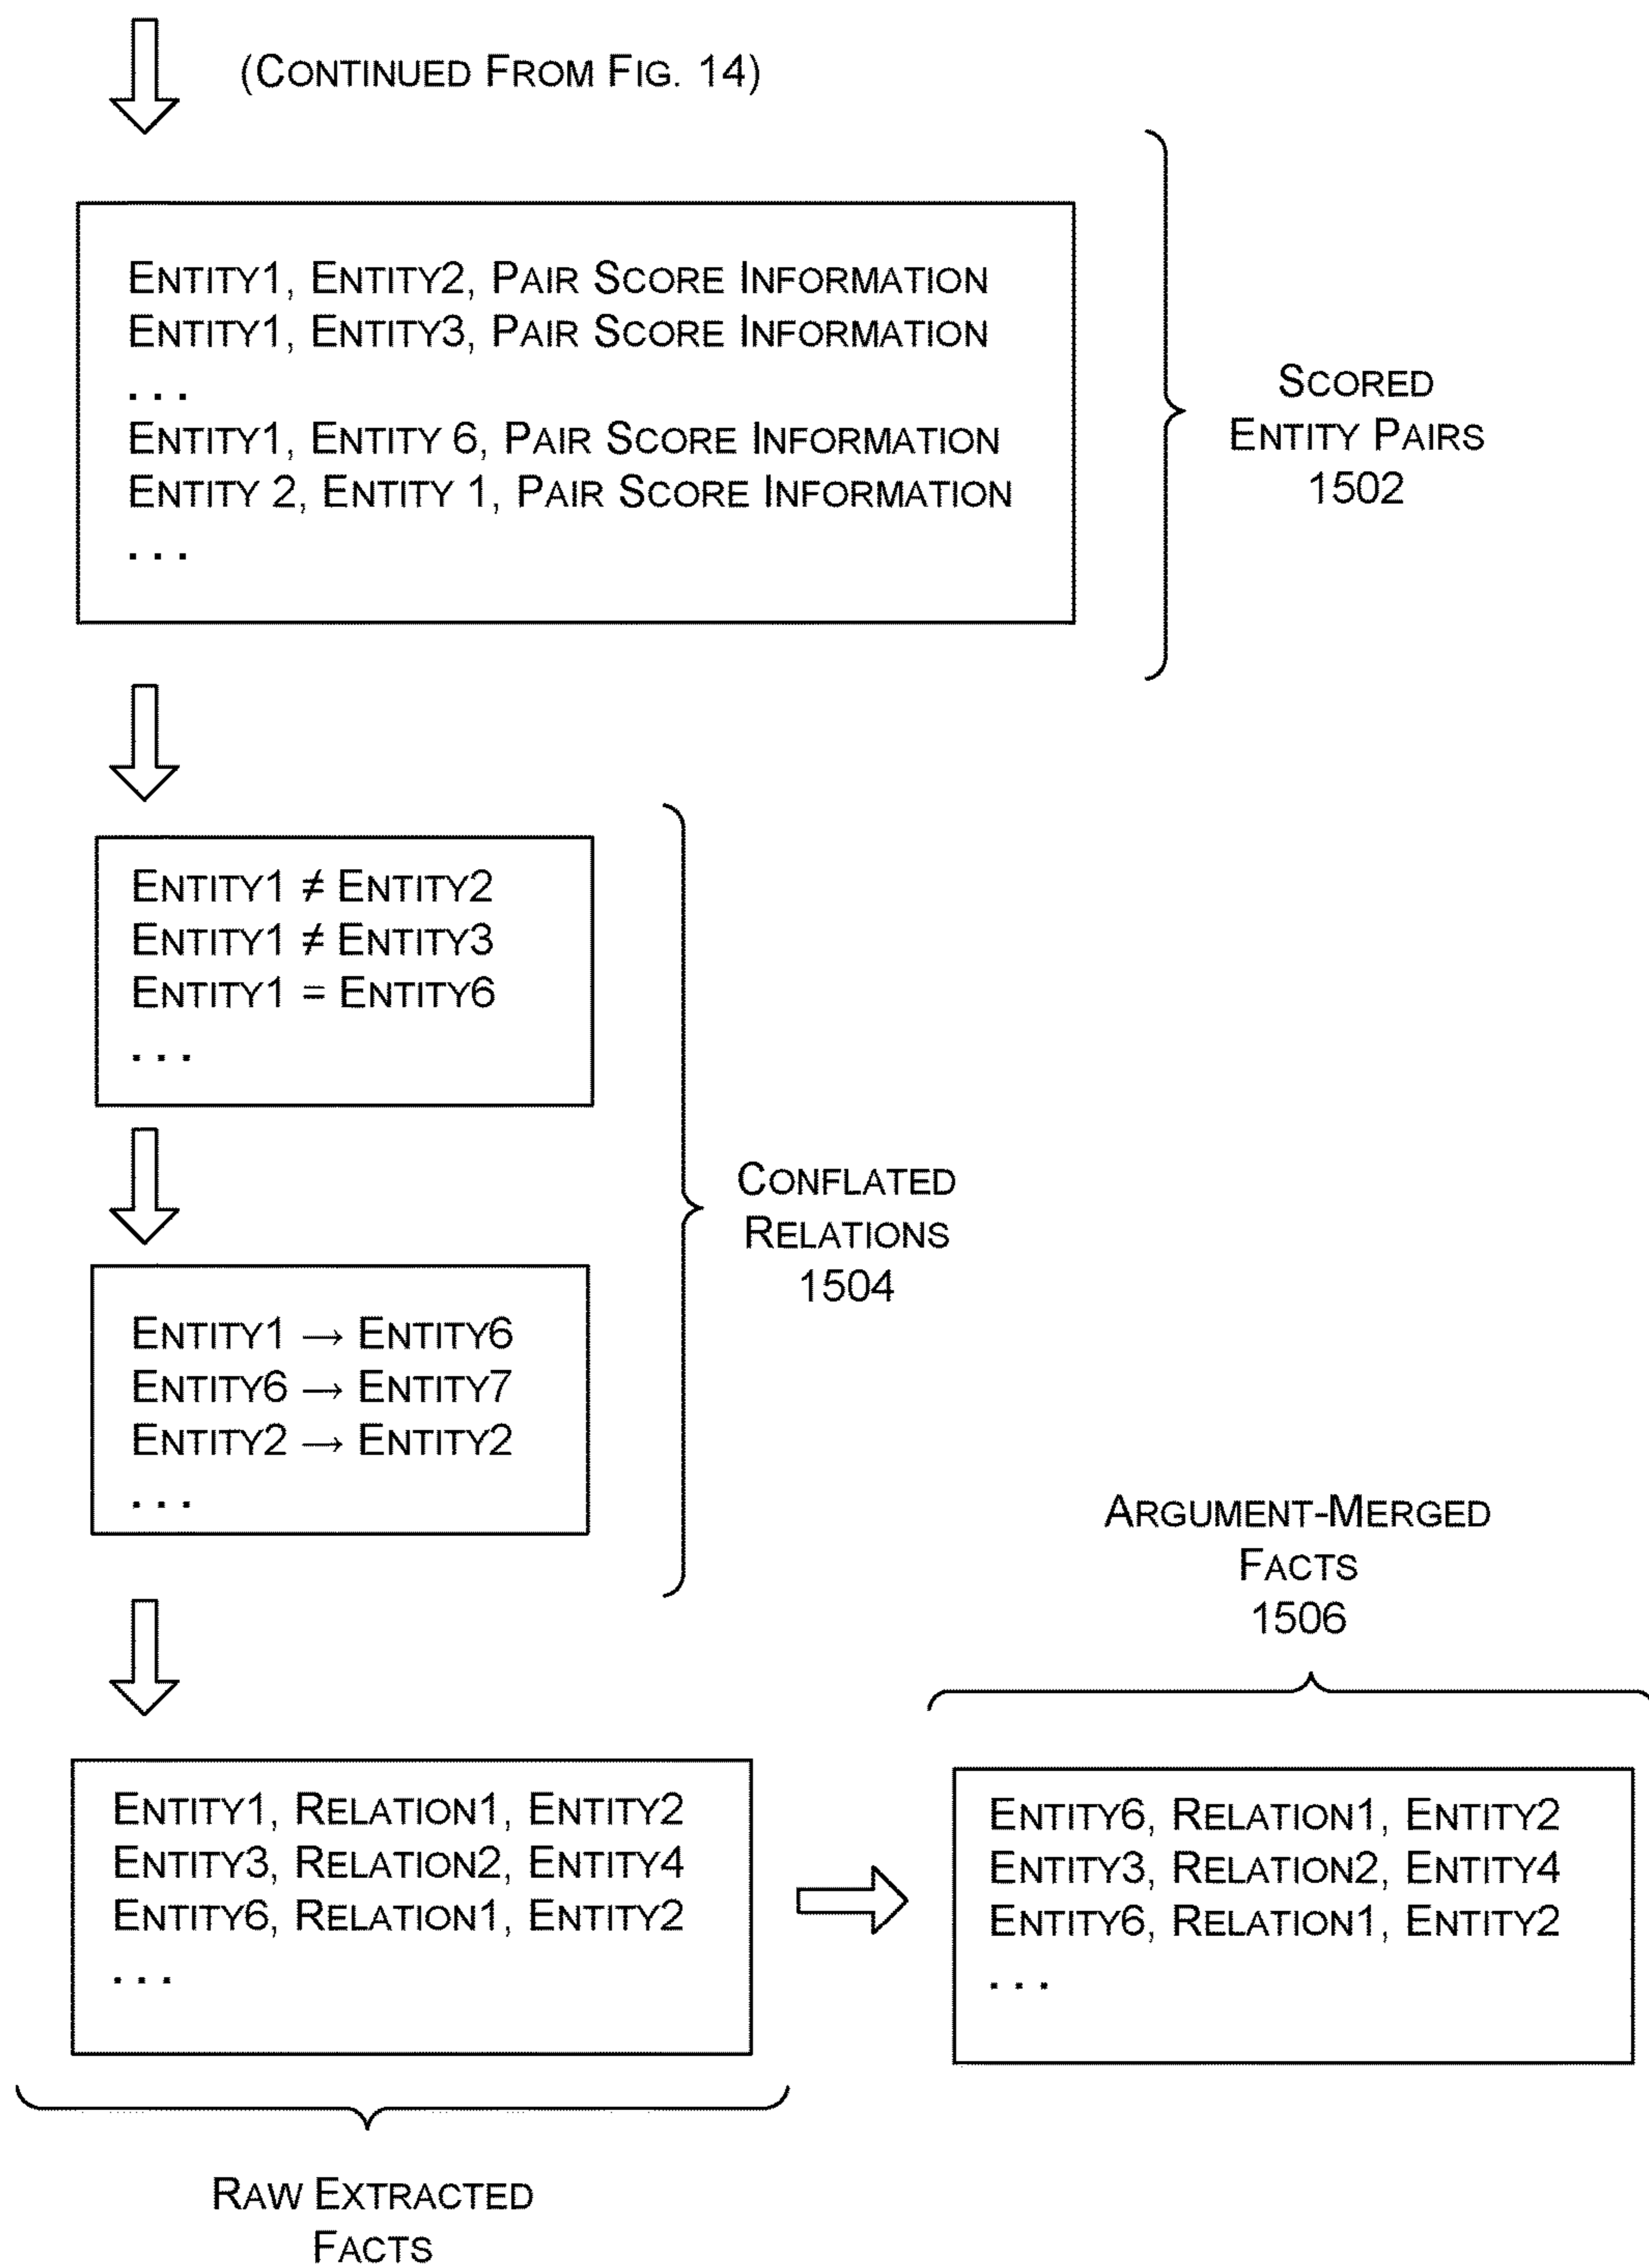 (CONTINUED FROM FIG. 14)
ENTITY1, ENTITY2, PAIR SCORE INFORMATION
ENTITY1, ENTITY3, PAIR SCORE INFORMATION
...
ENTITY1, ENTITY 6, PAIR SCORE INFORMATION
ENTITY 2, ENTITY 1, PAIR SCORE INFORMATION
...
SCORED
ENTITY PAIRS
1502
ENTITY1 ≠ ENTITY2
ENTITY1 ≠ ENTITY3
ENTITY1 = ENTITY6
...
CONFLATED
RELATIONS
1504
ENTITY1 → ENTITY6
ENTITY6 → ENTITY7
ENTITY2 → ENTITY2
...
ARGUMENT-MERGED
FACTS
1506
ENTITY1, RELATION1, ENTITY2
ENTITY3, RELATION2, ENTITY4
ENTITY6, RELATION1, ENTITY2
...
ENTITY6, RELATION1, ENTITY2
ENTITY3, RELATION2, ENTITY4
ENTITY6, RELATION1, ENTITY2
...
RAW EXTRACTED
FACTS